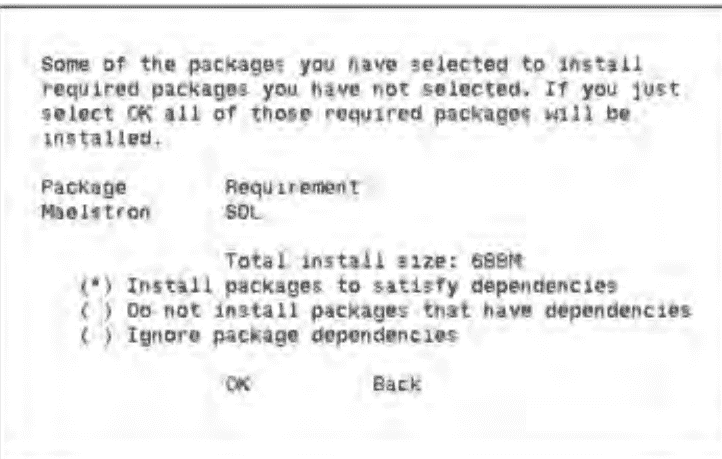 Some of the packages you have selected to install
required packages you have not selected. If you just
select OK all of those required packages will be
installed.
Package Requirement
Maelstron SDL
Total install size: 688M
(*) Install packages to satisfy dependencies
( ) Do not install packages that have dependencies
( ) Ignore package dependencies
OK Back